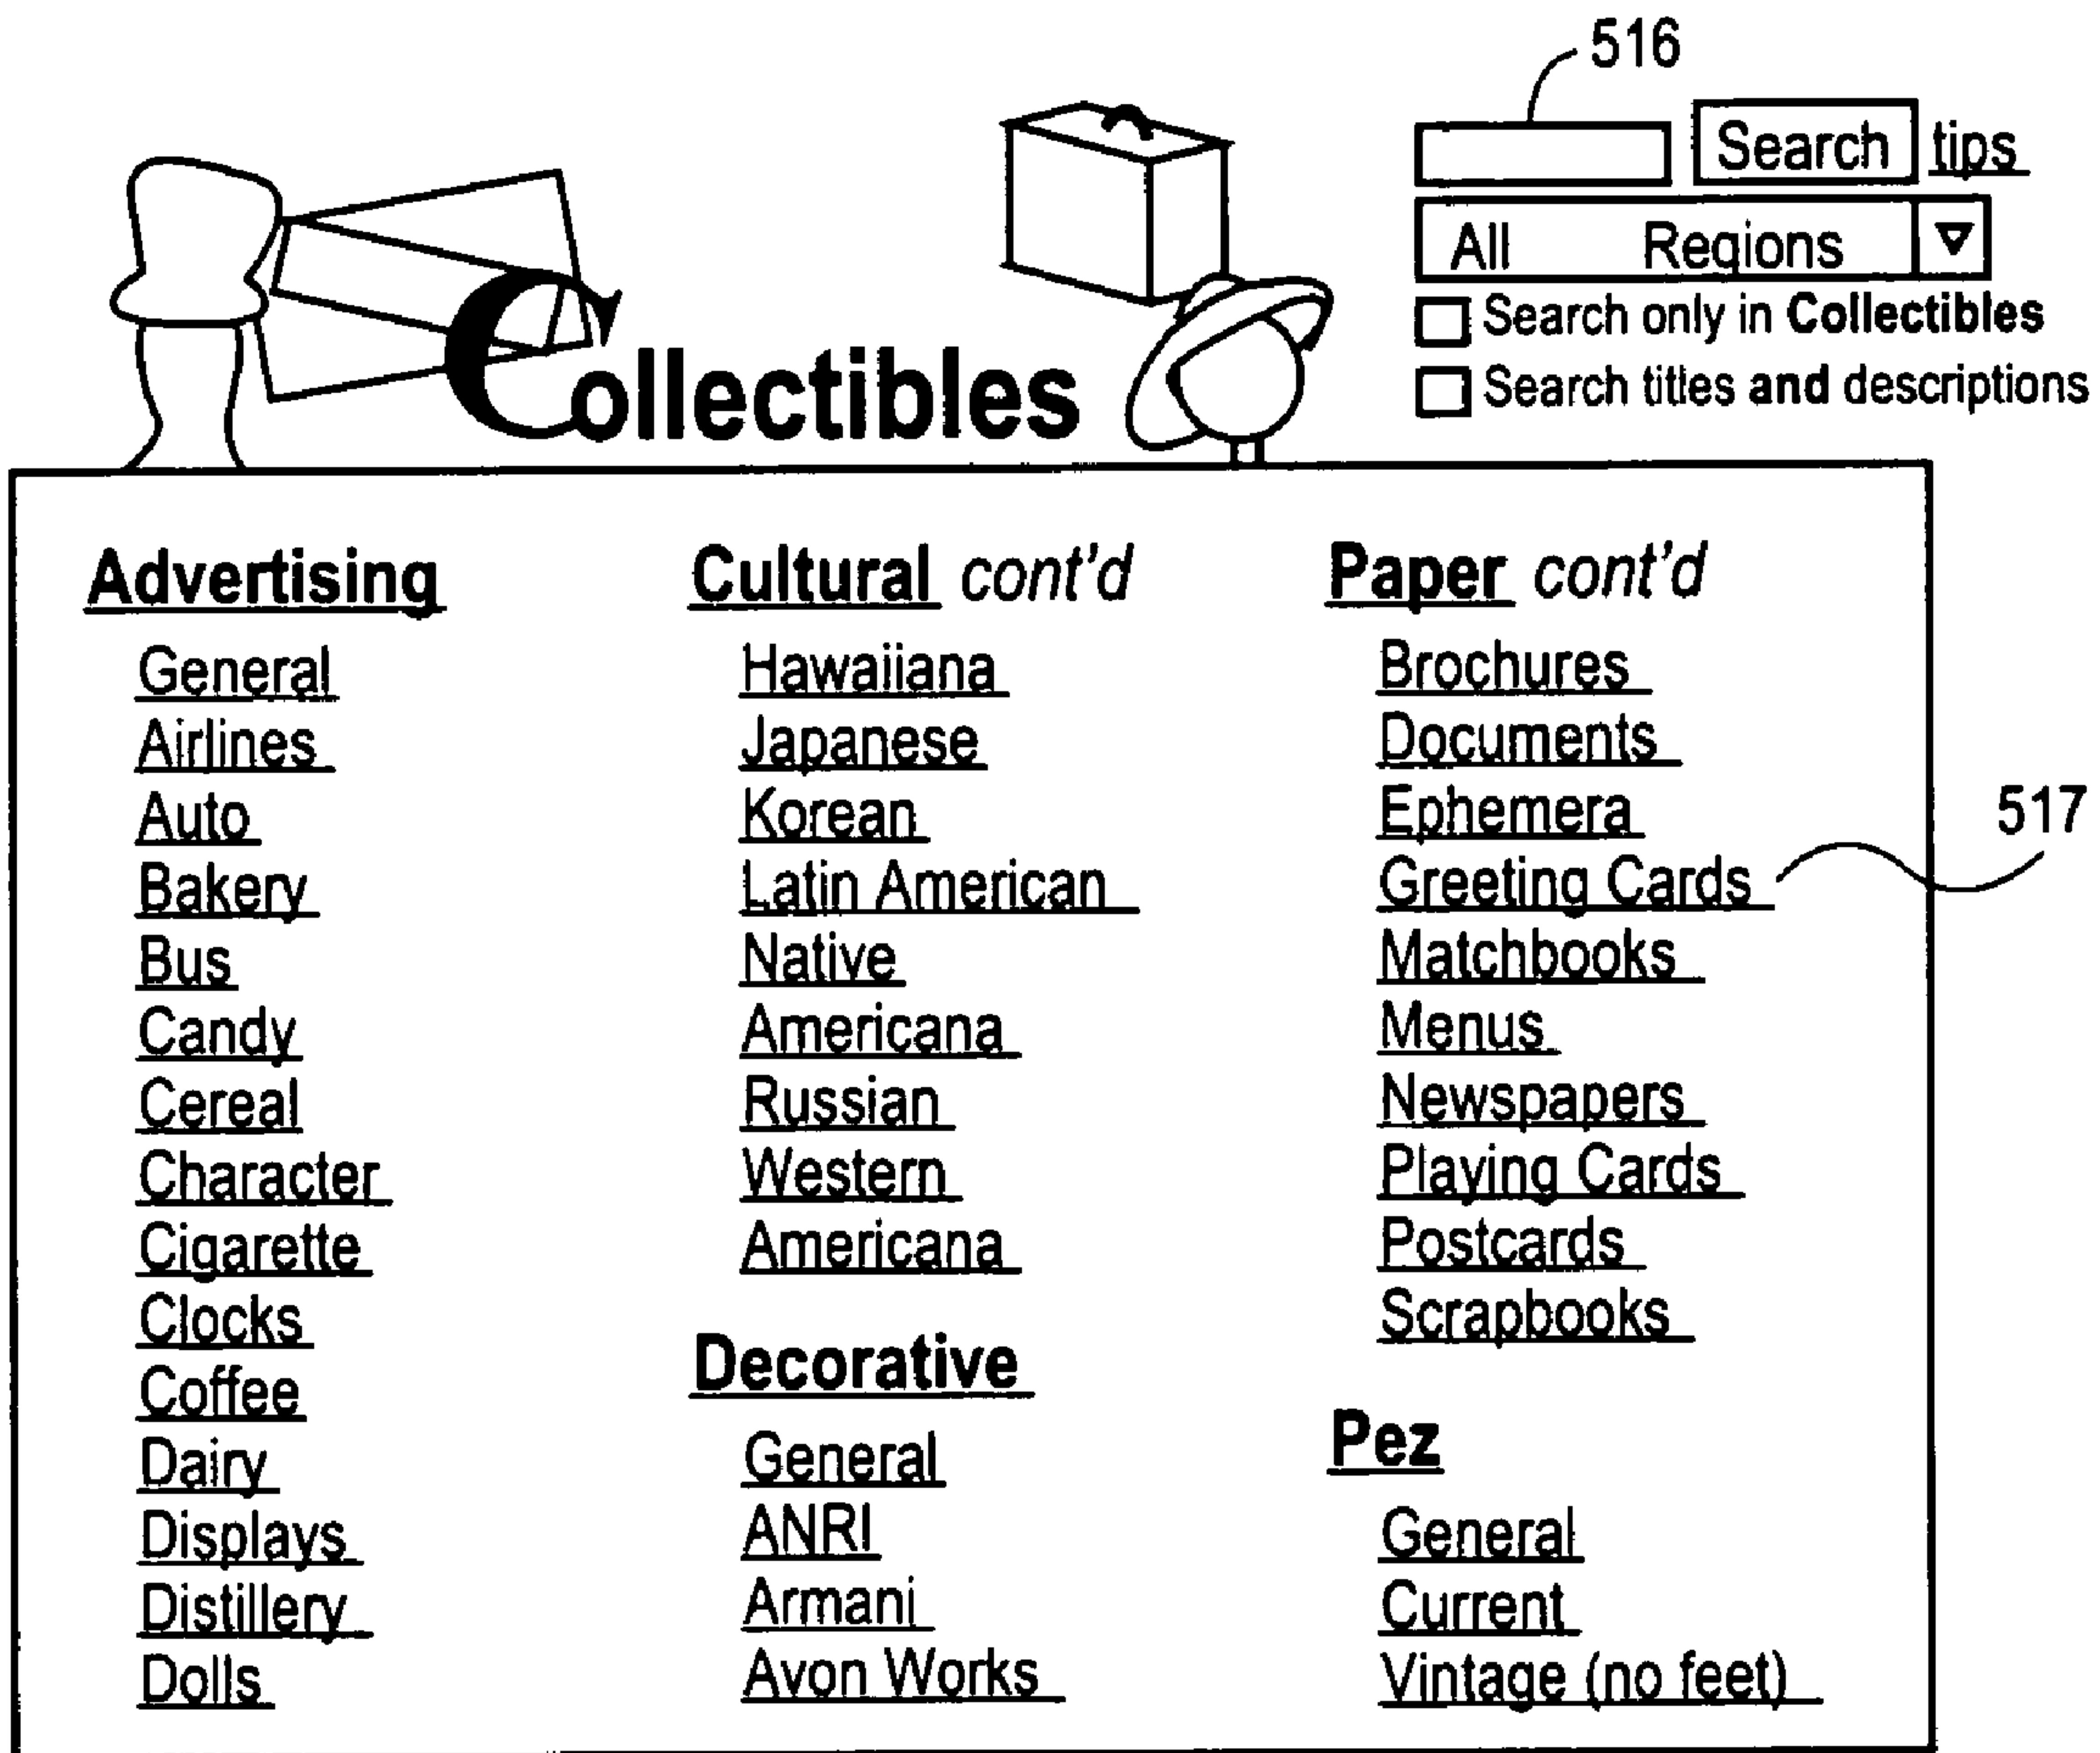 516
Search tips
All Regions
Search only in Collectibles
Search titles and descriptions
Collectibles
Advertising
General
Airlines
Auto
Bakery
Bus
Candy
Cereal
Character
Cigarette
Clocks
Coffee
Dairy
Displays
Distillery
Dolls
Cultural cont'd
Hawaiiana
Japanese
Korean
Latin American
Native
Americana
Russian
Western
Americana
Decorative
General
ANRI
Armani
Avon Works
Paper cont'd
Brochures
Documents
Ephemera
Greeting Cards
Matchbooks
Menus
Newspapers
Playing Cards
Postcards
Scrapbooks
Pez
General
Current
Vintage (no feet)
517